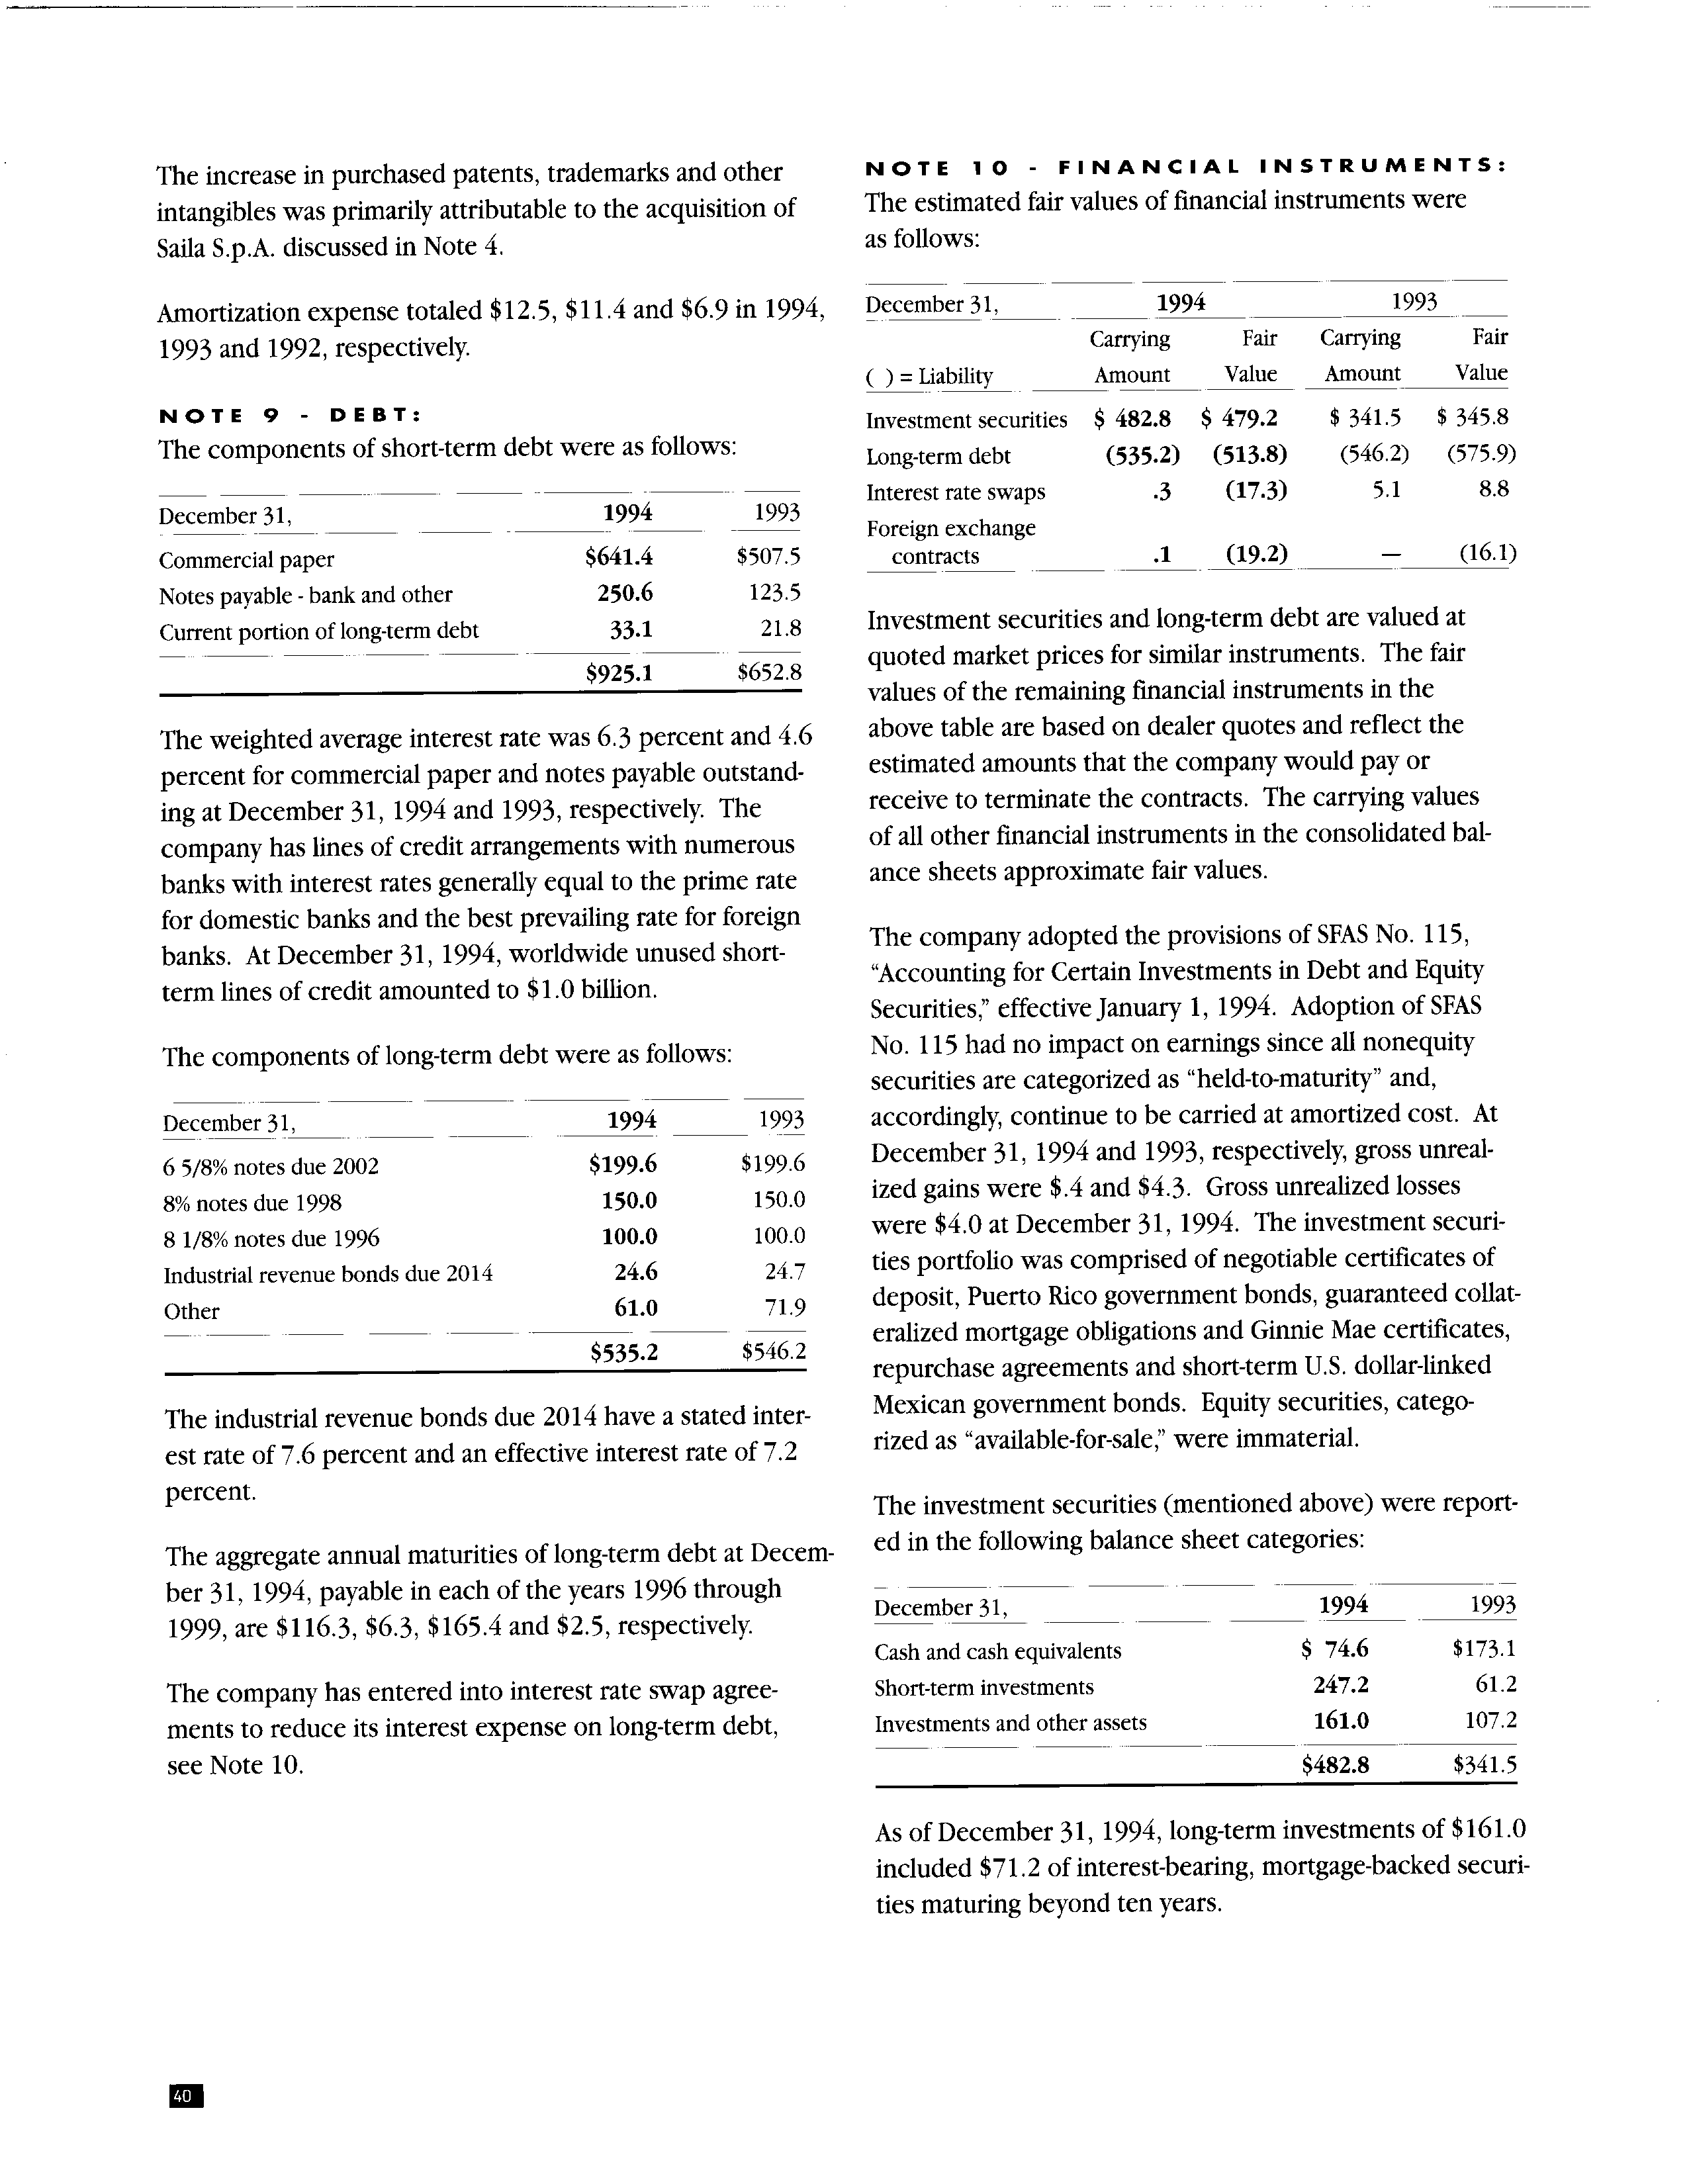 The increase in purchased patents, trademarks and other
intangibles was primarily attributable to the acquisition of
Saila S.p.A. discussed in Note 4.
Amortization expense totaled $12.5, $11.4 and $6.9 in 1994,
1993 and 1992, respectively.
NOTE 9 - DEBT:
The components of short-term debt were as follows:
December 31, 1994 1993
Commercial paper $641.4 $507.5
Notes payable - bank and other 250.6 123.5
Current portion of long-term debt 33.1 21.8
$925.1 $652.8
The weighted average interest rate was 6.3 percent and 4.6
percent for commercial paper and notes payable outstand-
ing at December 31, 1994 and 1993, respectively. The
company has lines of credit arrangements with numerous
banks with interest rates generally equal to the prime rate
for domestic banks and the best prevailing rate for foreign
banks. At December 31, 1994, worldwide unused short-
term lines of credit amounted to $1.0 billion.
The components of long-term debt were as follows:
December 31, 1994 1993
6 5/8% notes due 2002 $199.6 $199.6
8% notes due 1998 150.0 150.0
8 1/8% notes due 1996 100.0 100.0
Industrial revenue bonds due 2014 24.6 24.7
Other 61.0 71.9
$535.2 $546.2
The industrial revenue bonds due 2014 have a stated inter-
est rate of 7.6 percent and an effective interest rate of 7.2
percent.
The aggregate annual maturities of long-term debt at Decem-
ber 31, 1994, payable in each of the years 1996 through
1999, are $116.3, $6.3, $165.4 and $2.5, respectively.
The company has entered into interest rate swap agree-
ments to reduce its interest expense on long-term debt,
see Note 10.
NOTE 10 - FINANCIAL INSTRUMENTS:
The estimated fair values of financial instruments were
as follows:
December 31, 1994 1993
Carrying Fair Carrying Fair
( ) = Liability Amount Value Amount Value
Investment securities $ 482.8 $ 479.2 $ 341.5 $ 345.8
Long-term debt (535.2) (513.8) (546.2) (575.9)
Interest rate swaps .3 (17.3) 5.1 8.8
Foreign exchange
contracts .1 (19.2) — (16.1)
Investment securities and long-term debt are valued at
quoted market prices for similar instruments. The fair
values of the remaining financial instruments in the
above table are based on dealer quotes and reflect the
estimated amounts that the company would pay or
receive to terminate the contracts. The carrying values
of all other financial instruments in the consolidated bal-
ance sheets approximate fair values.
The company adopted the provisions of SFAS No. 115,
“Accounting for Certain Investments in Debt and Equity
Securities,” effective January 1, 1994. Adoption of SFAS
No. 115 had no impact on earnings since all nonequity
securities are categorized as “held-to-maturity” and,
accordingly, continue to be carried at amortized cost. At
December 31, 1994 and 1993, respectively, gross unreal-
ized gains were $.4 and $4.3. Gross unrealized losses
were $4.0 at December 31, 1994. The investment securi-
ties portfolio was comprised of negotiable certificates of
deposit, Puerto Rico government bonds, guaranteed collat-
eralized mortgage obligations and Ginnie Mae certificates,
repurchase agreements and short-term U.S. dollar-linked
Mexican government bonds. Equity securities, catego-
rized as “available-for-sale,” were immaterial.
The investment securities (mentioned above) were report-
ed in the following balance sheet categories:
December 31, 1994 1993
Cash and cash equivalents $ 74.6 $173.1
Short-term investments 247.2 61.2
Investments and other assets 161.0 107.2
$482.8 $341.5
As of December 31, 1994, long-term investments of $161.0
included $71.2 of interest-bearing, mortgage-backed securi-
ties maturing beyond ten years.
40